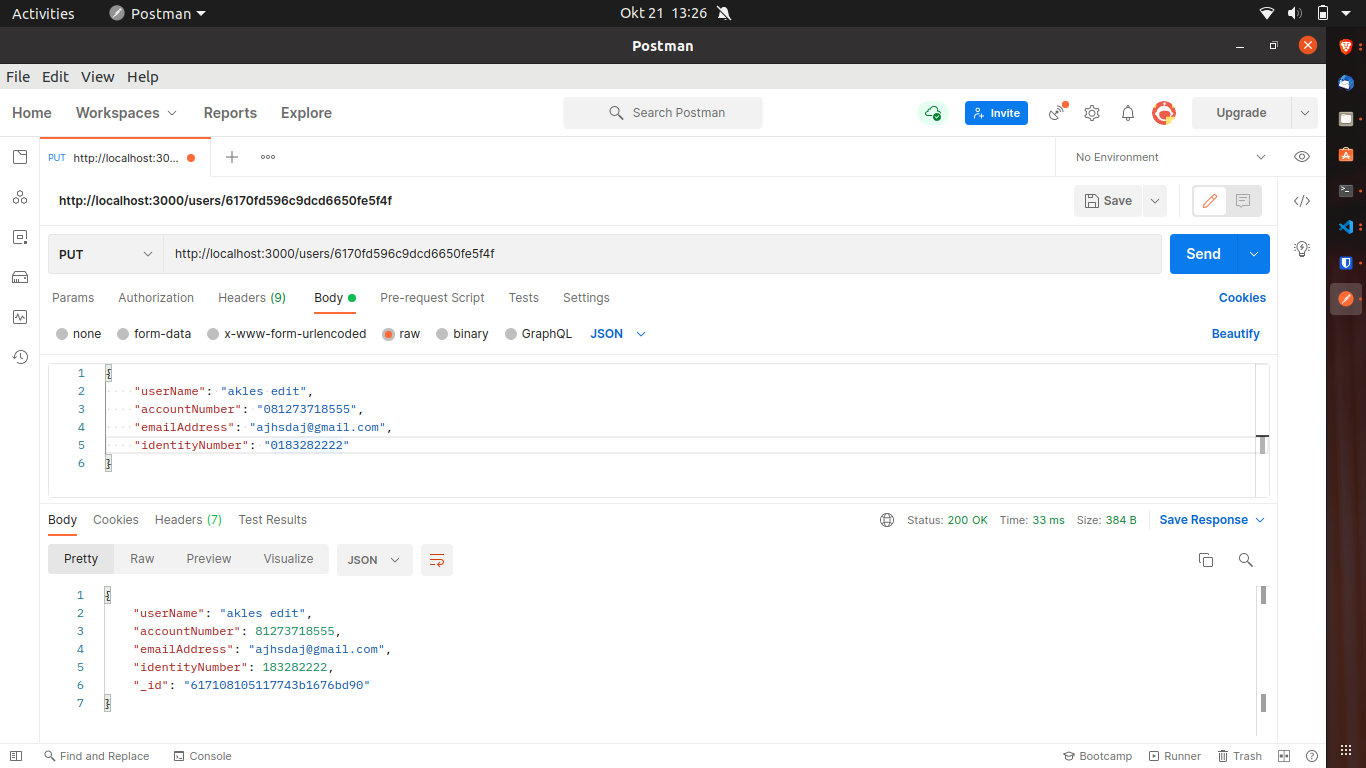 Activities Postman Okt 21 13:26
Postman
File Edit View Help
Home Workspaces Reports Explore Search Postman Invite Upgrade
PUT http://localhost:30... No Environment
http://localhost:3000/users/6170fd596c9dcd6650fe5f4f Save
PUT http://localhost:3000/users/6170fd596c9dcd6650fe5f4f Send
Params Authorization Headers (9) Body Pre-request Script Tests Settings Cookies
none form-data x-www-form-urlencoded raw binary GraphQL JSON Beautify
1 {
2 "userName": "akles edit",
3 "accountNumber": "081273718555",
4 "emailAddress": "ajhsdaj@gmail.com",
5 "identityNumber": "0183282222"
6 }
Body Cookies Headers (7) Test Results Status: 200 OK Time: 33 ms Size: 384 B Save Response
Pretty Raw Preview Visualize JSON
1 {
2 "userName": "akles edit",
3 "accountNumber": 81273718555,
4 "emailAddress": "ajhsdaj@gmail.com",
5 "identityNumber": 183282222,
6 "_id": "617108105117743b1676bd90"
7 }
Find and Replace Console Bootcamp Runner Trash